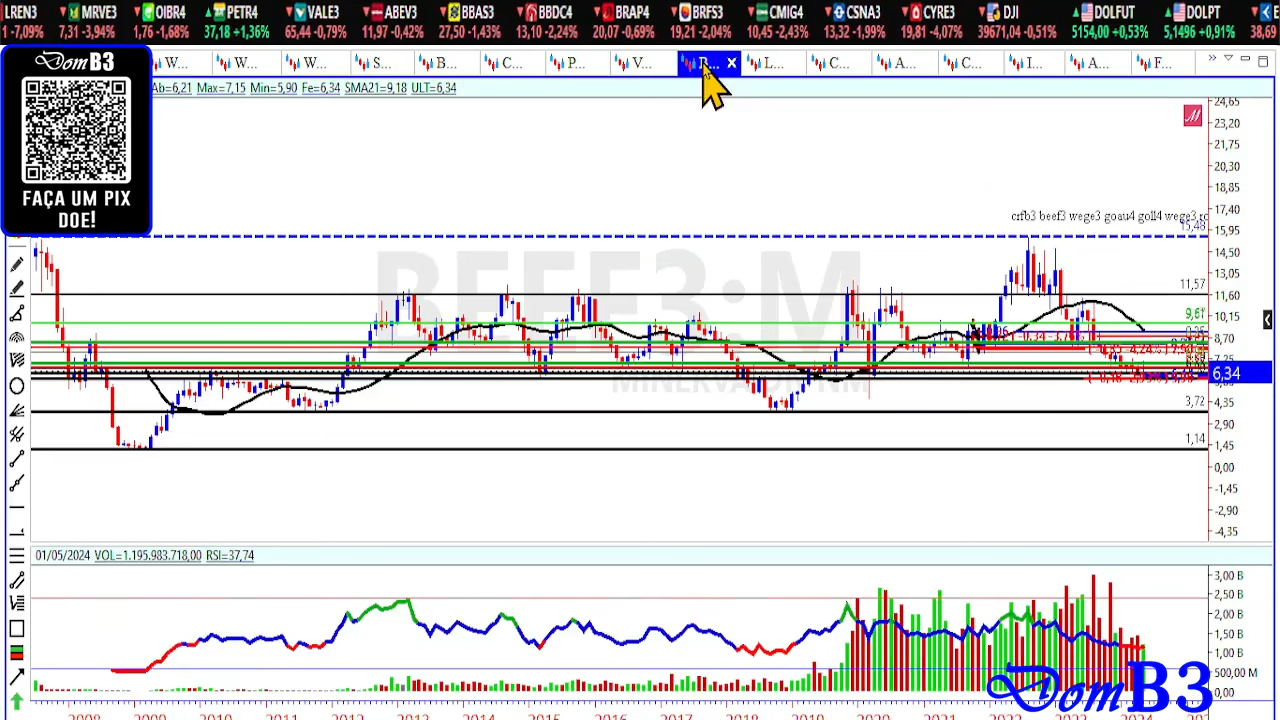 LREN3 MRVE3 OIBR4 PETR4 VALE3 ABEV3 BBAS3 BBDC4 BRAP4 BRFS3 CMIG4 CSNA3 CYRE3 DJI DOLFUT DOLPT
1 -7,09% 7,31 -3,94% 1,76 -1,68% 37,18 +1,36% 65,44 -0,79% 11,97 -0,42% 27,50 -1,43% 13,10 -2,24% 20,07 -0,69% 19,21 -2,04% 10,45 -2,43% 13,32 -1,99% 19,81 -4,07% 39671,04 -0,51% 5154,00 +0,53% 5,1496 +0,91% 38,69
DomB3
W... W... W... S... B... C... P... V... B... L... C... A... C... I... A... F...
Ab=6,21 Max=7,15 Min=5,90 Fe=6,34 SMA21=9,18 ULT=6,34
FAÇA UM PIX
DOE!
24,65
23,20
21,75
20,30
18,85
17,40
crfb3 beef3 wege3 goau4 goll4 wege3
15,48
15,95
14,50
13,05
BEEF3:M
11,57
11,60
9,61
10,15
8,70
7,25
6,34
MINERVA ON NM
4,35
3,72
2,90
1,14
1,45
0,00
-1,45
-2,90
-4,35
01/05/2024 VOL=1.195.983.718,00 RSI=37,74
3,00 B
2,50 B
2,00 B
1,50 B
1,00 B
500,00 M
0,00
DomB3
2008 2009 2010 2011 2012 2013 2014 2015 2016 2017 2018 2019 2020 2021 2022 2023 2024